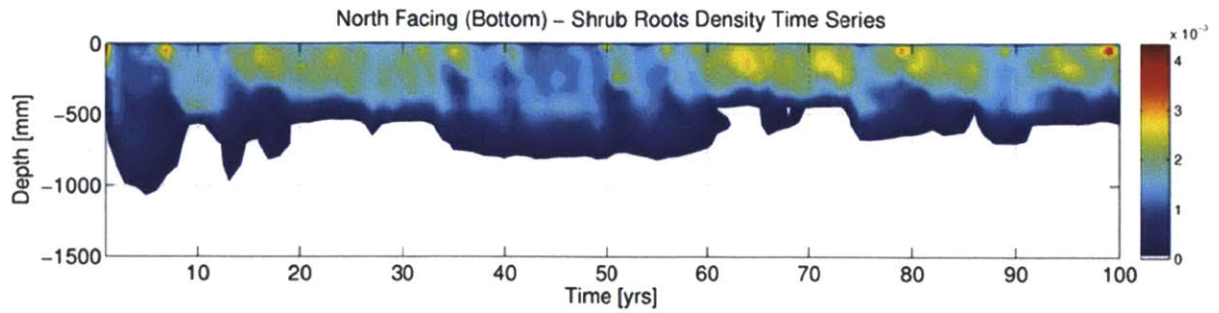 North Facing (Bottom) – Shrub Roots Density Time Series
x 10⁻³
0
−500
−1000
−1500
Depth [mm]
10 20 30 40 50 60 70 80 90 100
Time [yrs]
4
3
2
1
0